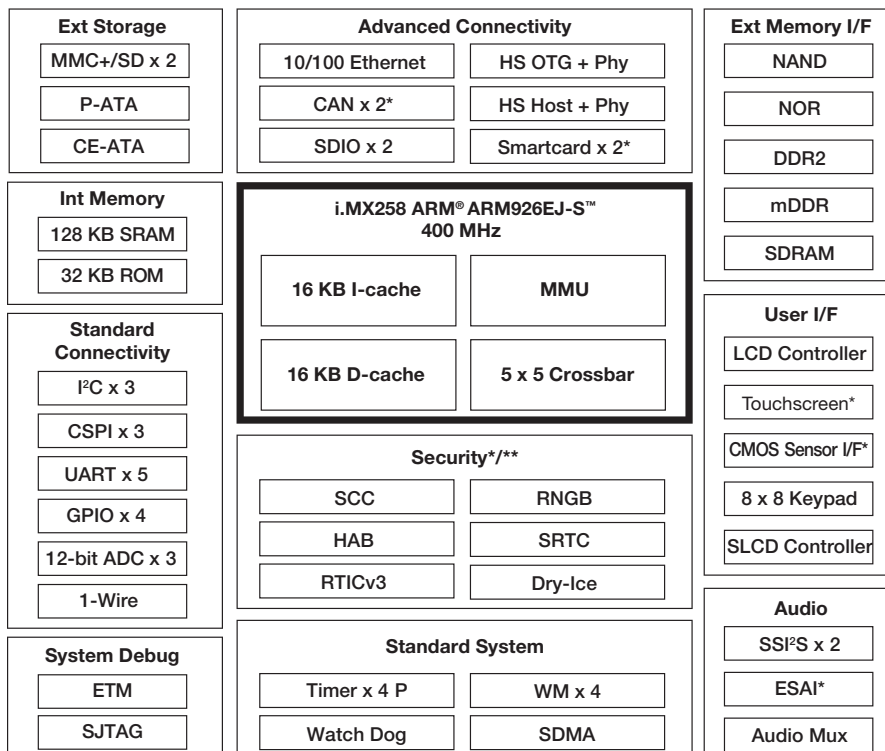 Ext Storage
MMC+/SD x 2
P-ATA
CE-ATA
Int Memory
128 KB SRAM
32 KB ROM
Standard
Connectivity
I²C x 3
CSPI x 3
UART x 5
GPIO x 4
12-bit ADC x 3
1-Wire
System Debug
ETM
SJTAG
Advanced Connectivity
10/100 Ethernet
HS OTG + Phy
CAN x 2*
HS Host + Phy
SDIO x 2
Smartcard x 2*
i.MX258 ARM® ARM926EJ-S™
400 MHz
16 KB I-cache
MMU
16 KB D-cache
5 x 5 Crossbar
Security*/**
SCC
RNGB
HAB
SRTC
RTICv3
Dry-Ice
Standard System
Timer x 4 P
WM x 4
Watch Dog
SDMA
Ext Memory I/F
NAND
NOR
DDR2
mDDR
SDRAM
User I/F
LCD Controller
Touchscreen*
CMOS Sensor I/F*
8 x 8 Keypad
SLCD Controller
Audio
SSI²S x 2
ESAI*
Audio Mux